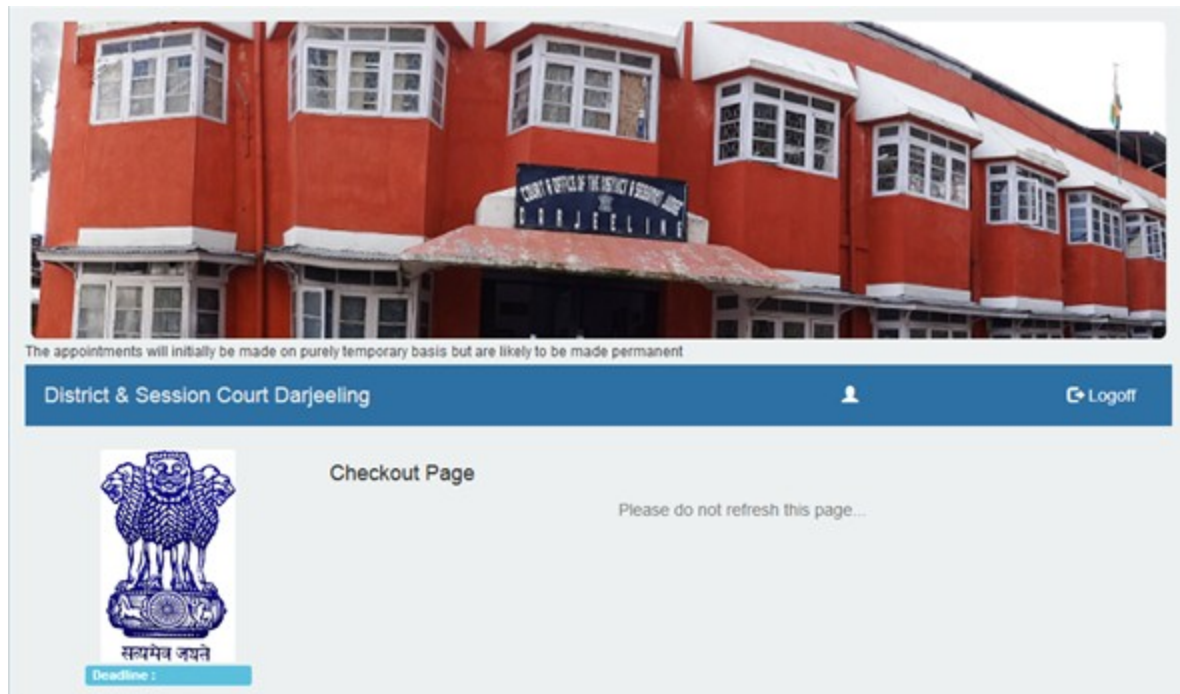 COURT & OFFICE OF THE DISTRICT & SESSIONS JUDGE
DARJEELING
The appointments will initially be made on purely temporary basis but are likely to be made permanent
District & Session Court Darjeeling
Logoff
Checkout Page
Please do not refresh this page...
सत्यमेव जयते
Deadline :